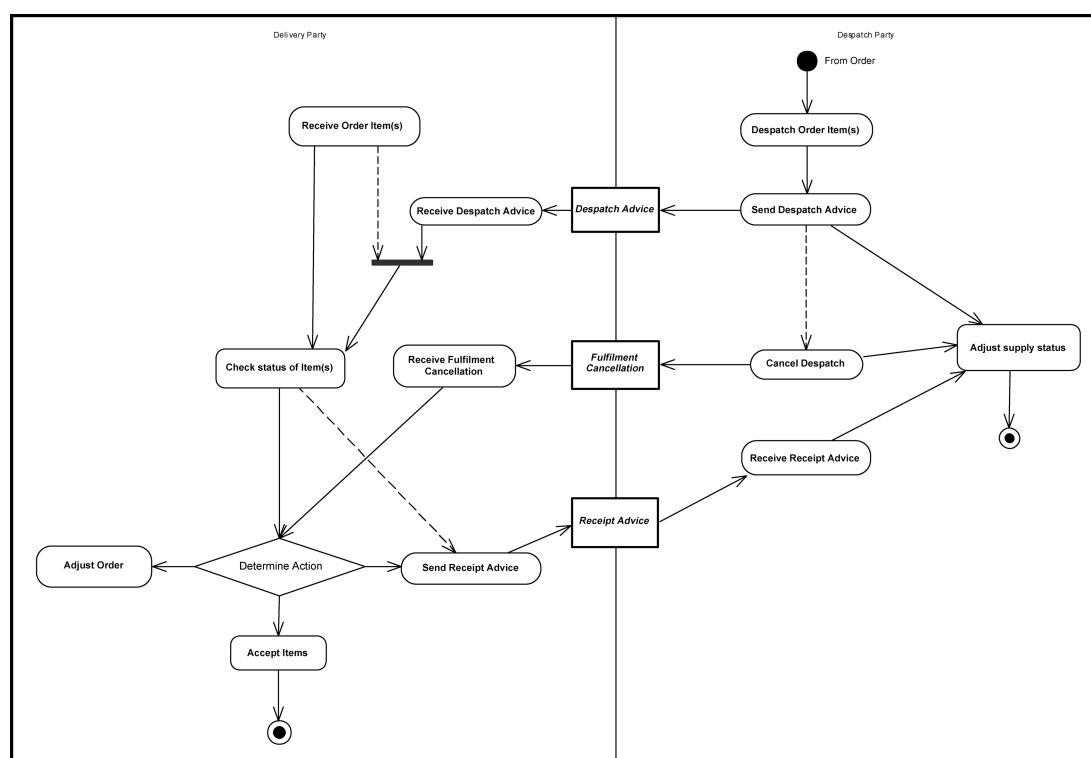 Delivery Party
Despatch Party
From Order
Receive Order Item(s)
Despatch Order Item(s)
Receive Despatch Advice
Despatch Advice
Send Despatch Advice
Check status of Item(s)
Receive Fulfilment
Cancellation
Fulfilment
Cancellation
Cancel Despatch
Adjust supply status
Receive Receipt Advice
Receipt Advice
Adjust Order
Determine Action
Send Receipt Advice
Accept Items